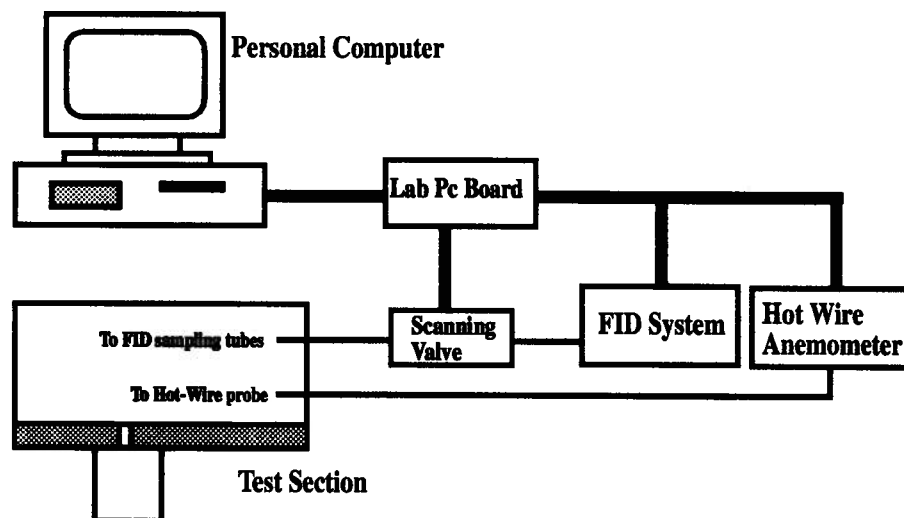 Personal Computer
Lab Pc Board
Scanning
Valve
FID System
Hot Wire
Anemometer
To FID sampling tubes
To Hot-Wire probe
Test Section